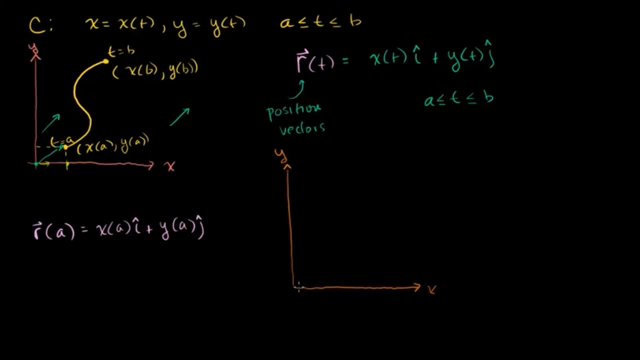 C: x = x(t), y = y(t) a ≤ t ≤ b
y
t=b
(x(b), y(b))
t=a
(x(a), y(a))
x
r⃗(t) = x(t)î + y(t)ĵ
a ≤ t ≤ b
position
vectors
r⃗(a) = x(a)î + y(a)ĵ
y
x